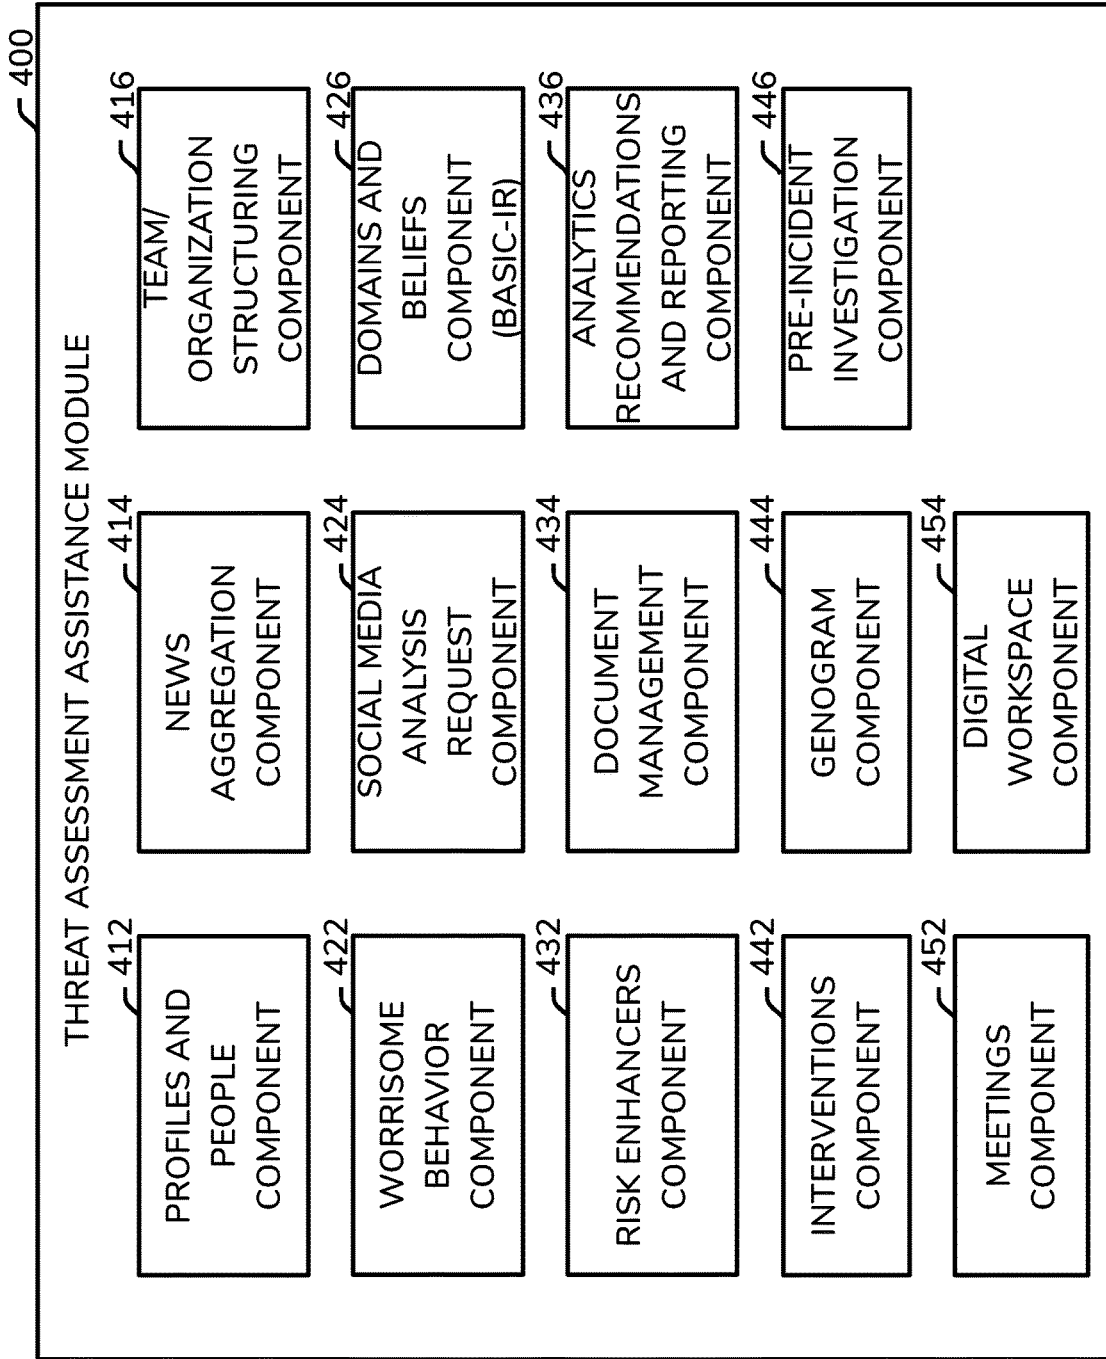 400
THREAT ASSESSMENT ASSISTANCE MODULE
412
PROFILES AND
PEOPLE
COMPONENT
414
NEWS
AGGREGATION
COMPONENT
416
TEAM/
ORGANIZATION
STRUCTURING
COMPONENT
422
WORRISOME
BEHAVIOR
COMPONENT
424
SOCIAL MEDIA
ANALYSIS
REQUEST
COMPONENT
426
DOMAINS AND
BELIEFS
COMPONENT
(BASIC-IR)
432
RISK ENHANCERS
COMPONENT
434
DOCUMENT
MANAGEMENT
COMPONENT
436
ANALYTICS
RECOMMENDATIONS
AND REPORTING
COMPONENT
442
INTERVENTIONS
COMPONENT
444
GENOGRAM
COMPONENT
446
PRE-INCIDENT
INVESTIGATION
COMPONENT
452
MEETINGS
COMPONENT
454
DIGITAL
WORKSPACE
COMPONENT